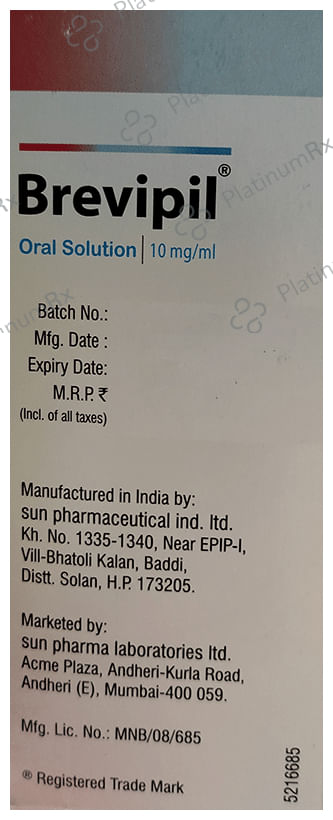 Brevipil®
Oral Solution | 10 mg/ml
Batch No.:
Mfg. Date :
Expiry Date:
M.R.P. ₹
(Incl. of all taxes)
Manufactured in India by:
sun pharmaceutical ind. ltd.
Kh. No. 1335-1340, Near EPIP-I,
Vill-Bhatoli Kalan, Baddi,
Distt. Solan, H.P. 173205.
Marketed by:
sun pharma laboratories ltd.
Acme Plaza, Andheri-Kurla Road,
Andheri (E), Mumbai-400 059.
Mfg. Lic. No.: MNB/08/685
® Registered Trade Mark
5216685
PlatinumRx